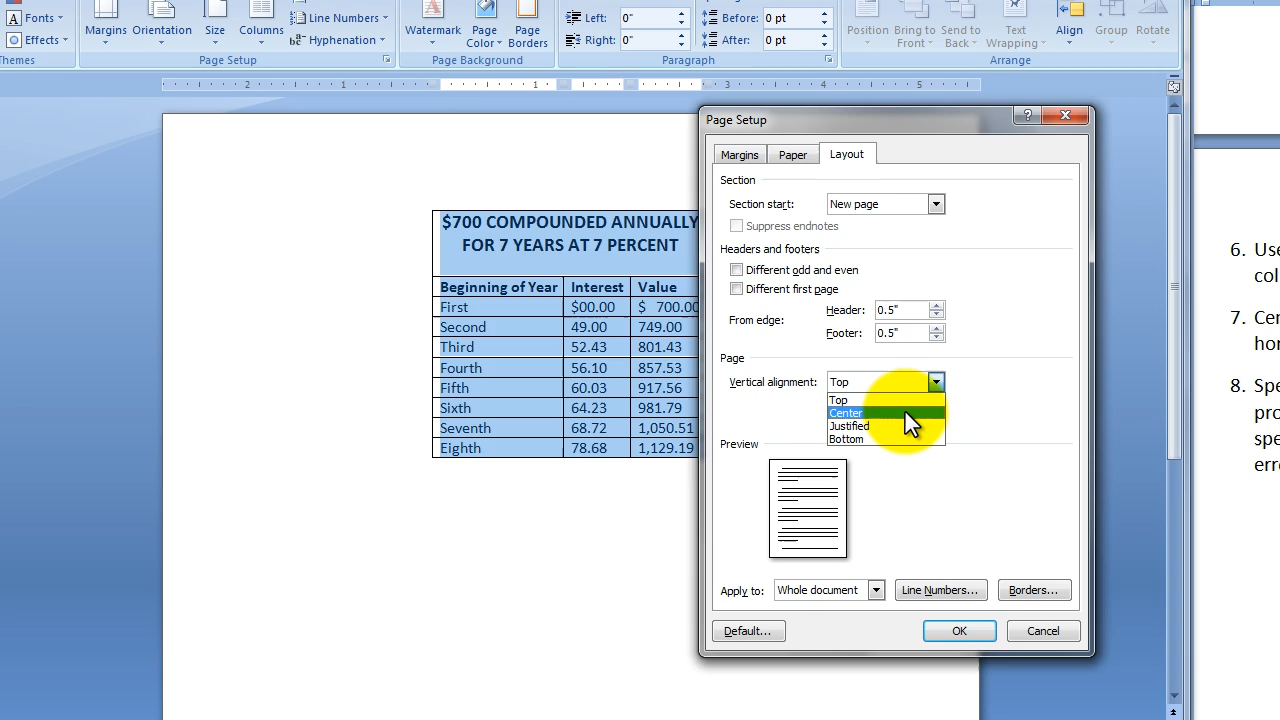 Fonts
Effects
Themes
Margins
Orientation
Size
Columns
Line Numbers
Hyphenation
Page Setup
Watermark
Page
Color
Page
Borders
Page Background
Left: 0"
Right: 0"
Before: 0 pt
After: 0 pt
Paragraph
Position
Bring to
Front
Send to
Back
Text
Wrapping
Align
Group
Rotate
Arrange
2 1 1 3 4 5
$700 COMPOUNDED ANNUALLY
FOR 7 YEARS AT 7 PERCENT
Beginning of Year Interest Value
First $00.00 $ 700.00
Second 49.00 749.00
Third 52.43 801.43
Fourth 56.10 857.53
Fifth 60.03 917.56
Sixth 64.23 981.79
Seventh 68.72 1,050.51
Eighth 78.68 1,129.19
Page Setup
?
Margins Paper Layout
Section
Section start: New page
Suppress endnotes
Headers and footers
Different odd and even
Different first page
From edge:
Header: 0.5"
Footer: 0.5"
Page
Vertical alignment: Top
Top
Center
Justified
Bottom
Preview
Apply to: Whole document Line Numbers... Borders...
Default... OK Cancel
6. Use
col
7. Cen
hor
8. Spe
pro
spe
erro